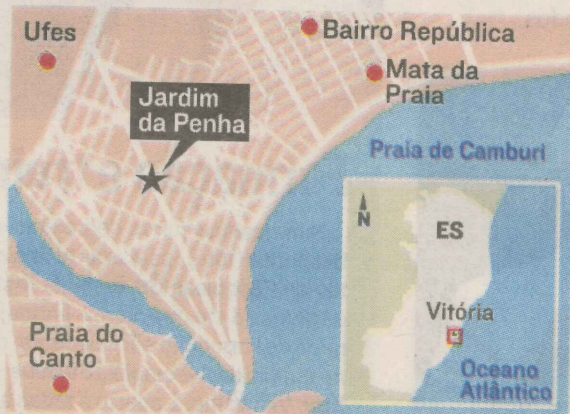 Ufes
Bairro República
Mata da
Praia
Jardim
da Penha
Praia de Camburi
N
ES
Vitória
Praia do
Canto
Oceano
Atlântico